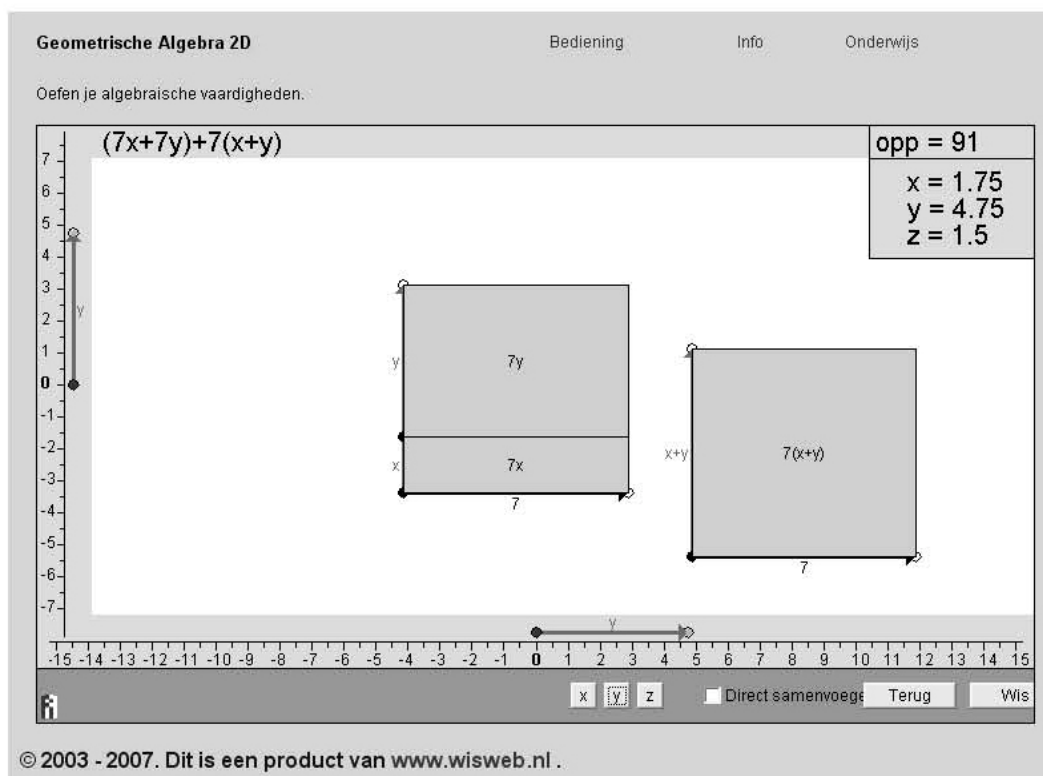 Geometrische Algebra 2D Bediening Info Onderwijs
Oefen je algebraische vaardigheden.
(7x+7y)+7(x+y)
opp = 91
x = 1.75
y = 4.75
z = 1.5
7
6
5
4
3
2
1
0
-1
-2
-3
-4
-5
-6
-7
y
y
7y
x
7x
7
x+y
7(x+y)
7
y
-15 -14 -13 -12 -11 -10 -9 -8 -7 -6 -5 -4 -3 -2 -1 0 1 2 3 4 5 6 7 8 9 10 11 12 13 14 15
x y z Direct samenvoege Terug Wis
© 2003 - 2007. Dit is een product van www.wisweb.nl .